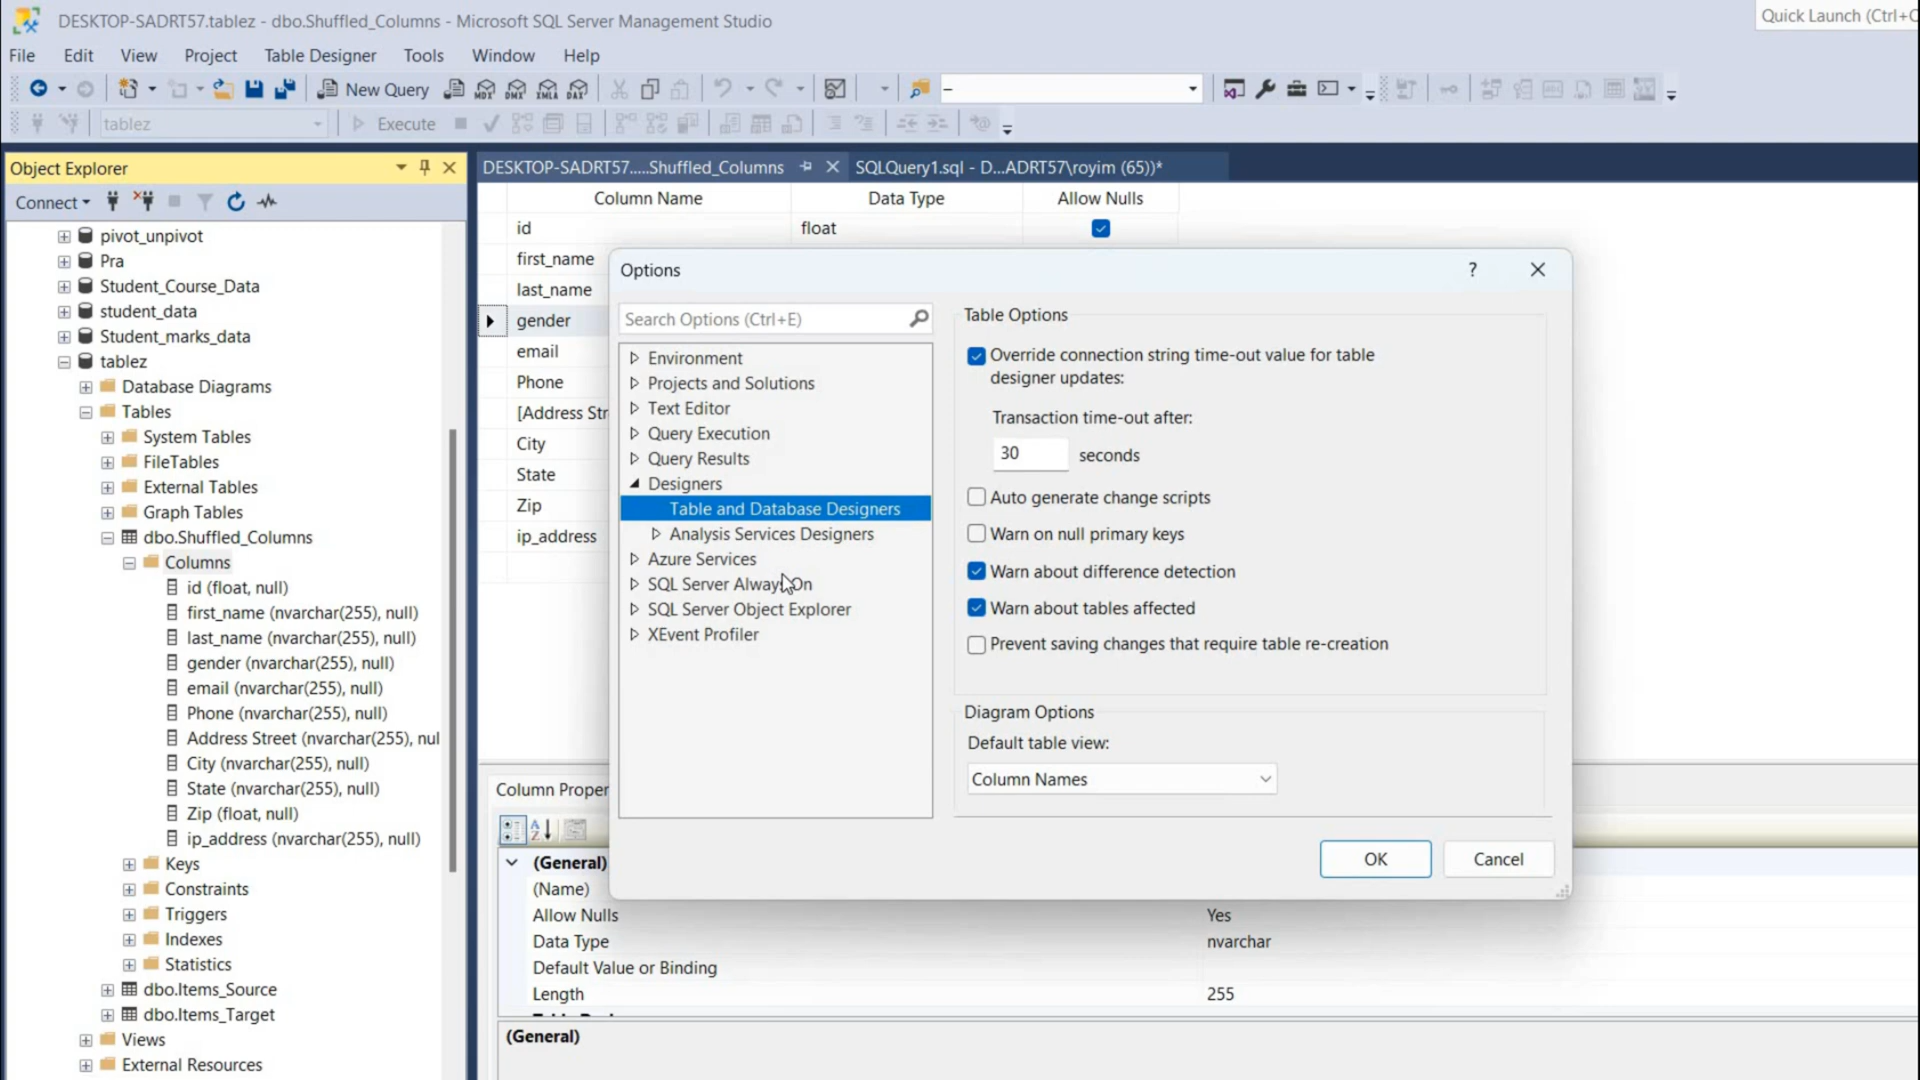 DESKTOP-SADRT57.tablez - dbo.Shuffled_Columns - Microsoft SQL Server Management Studio
Quick Launch (Ctrl+
File Edit View Project Table Designer Tools Window Help
New Query
MDX DMX XMLA DAX
tablez
Execute
Object Explorer
Connect
pivot_unpivot
Pra
Student_Course_Data
student_data
Student_marks_data
tablez
Database Diagrams
Tables
System Tables
FileTables
External Tables
Graph Tables
dbo.Shuffled_Columns
Columns
id (float, null)
first_name (nvarchar(255), null)
last_name (nvarchar(255), null)
gender (nvarchar(255), null)
email (nvarchar(255), null)
Phone (nvarchar(255), null)
Address Street (nvarchar(255), nul
City (nvarchar(255), null)
State (nvarchar(255), null)
Zip (float, null)
ip_address (nvarchar(255), null)
Keys
Constraints
Triggers
Indexes
Statistics
dbo.Items_Source
dbo.Items_Target
Views
External Resources
DESKTOP-SADRT57.....Shuffled_Columns
SQLQuery1.sql - D...ADRT57\royim (65))*
Column Name Data Type Allow Nulls
id float
first_name
last_name
gender
email
Phone
[Address Str
City
State
Zip
ip_address
Options
?
Search Options (Ctrl+E)
Environment
Projects and Solutions
Text Editor
Query Execution
Query Results
Designers
Table and Database Designers
Analysis Services Designers
Azure Services
SQL Server Always On
SQL Server Object Explorer
XEvent Profiler
Table Options
Override connection string time-out value for table
designer updates:
Transaction time-out after:
30 seconds
Auto generate change scripts
Warn on null primary keys
Warn about difference detection
Warn about tables affected
Prevent saving changes that require table re-creation
Diagram Options
Default table view:
Column Names
OK Cancel
Column Proper
(General)
(Name)
Allow Nulls Yes
Data Type nvarchar
Default Value or Binding
Length 255
(General)